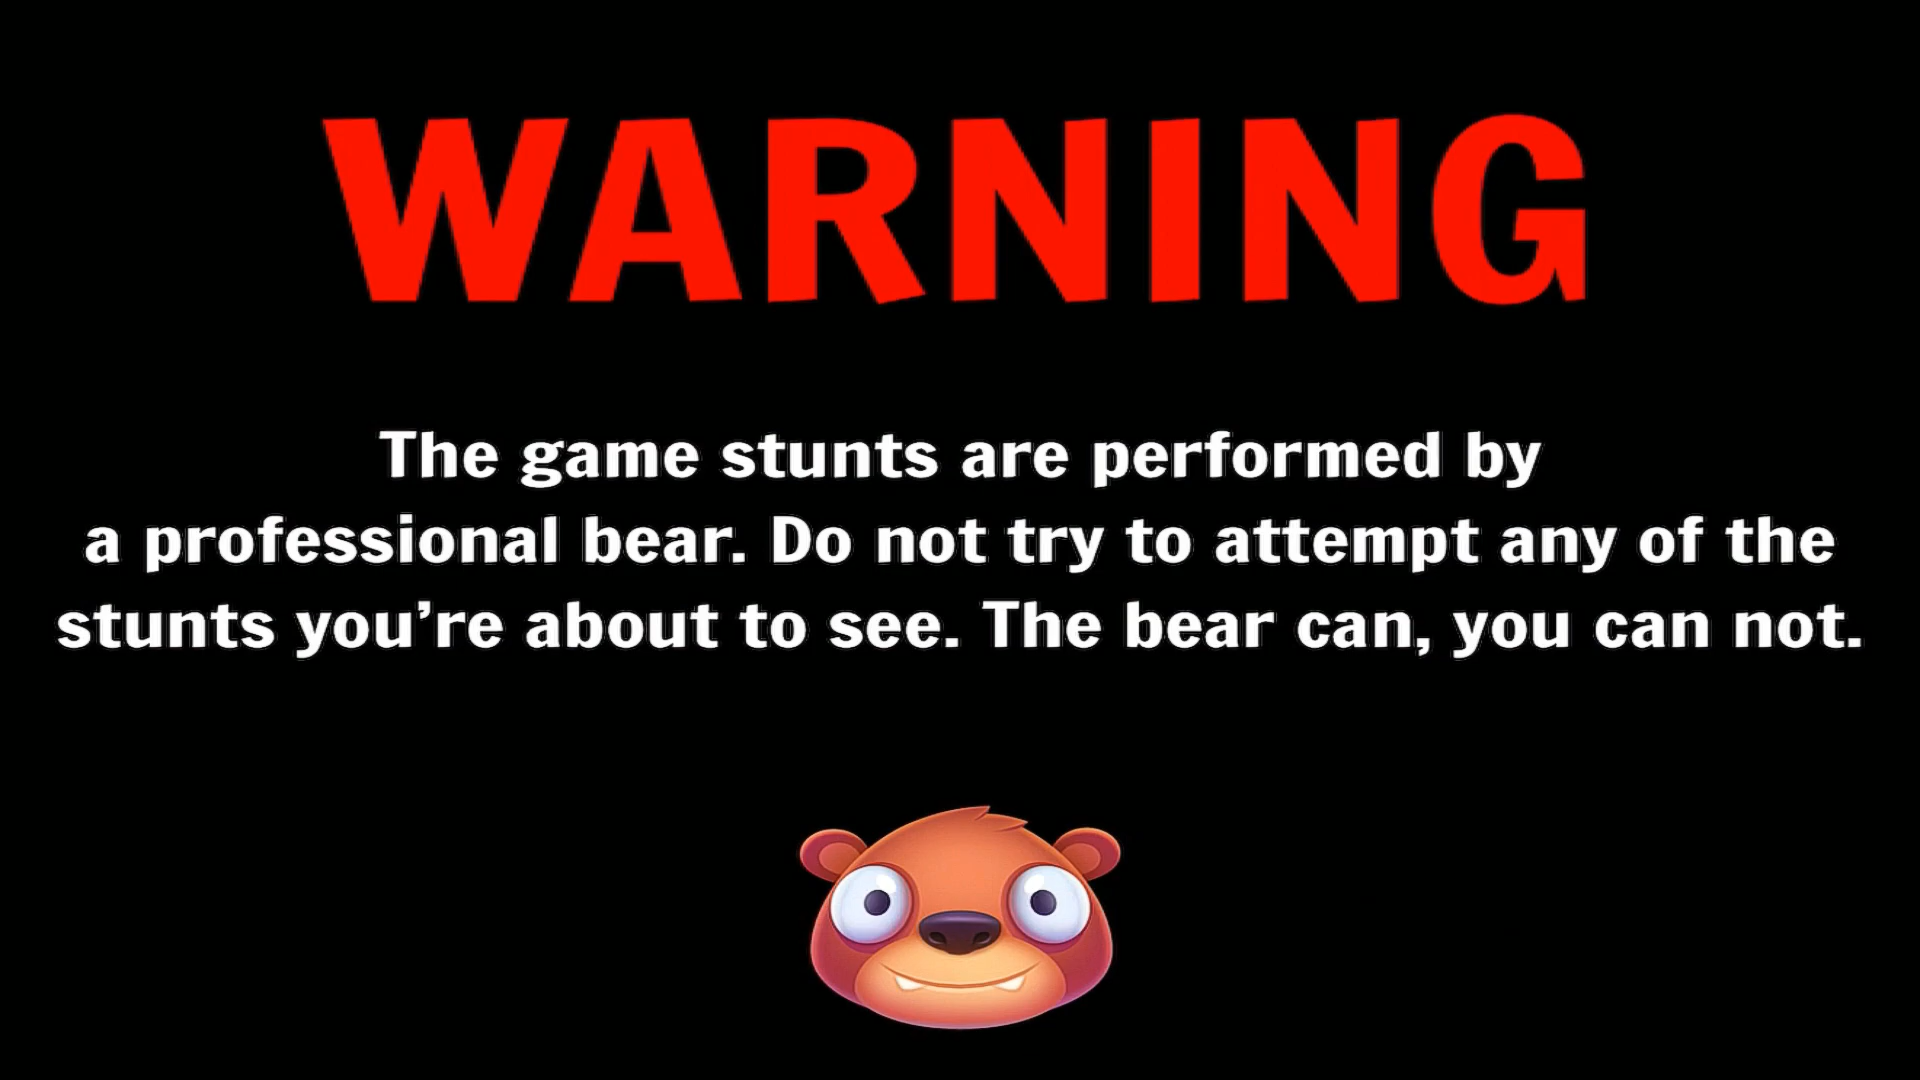 WARNING
The game stunts are performed by
a professional bear. Do not try to attempt any of the
stunts you’re about to see. The bear can, you can not.